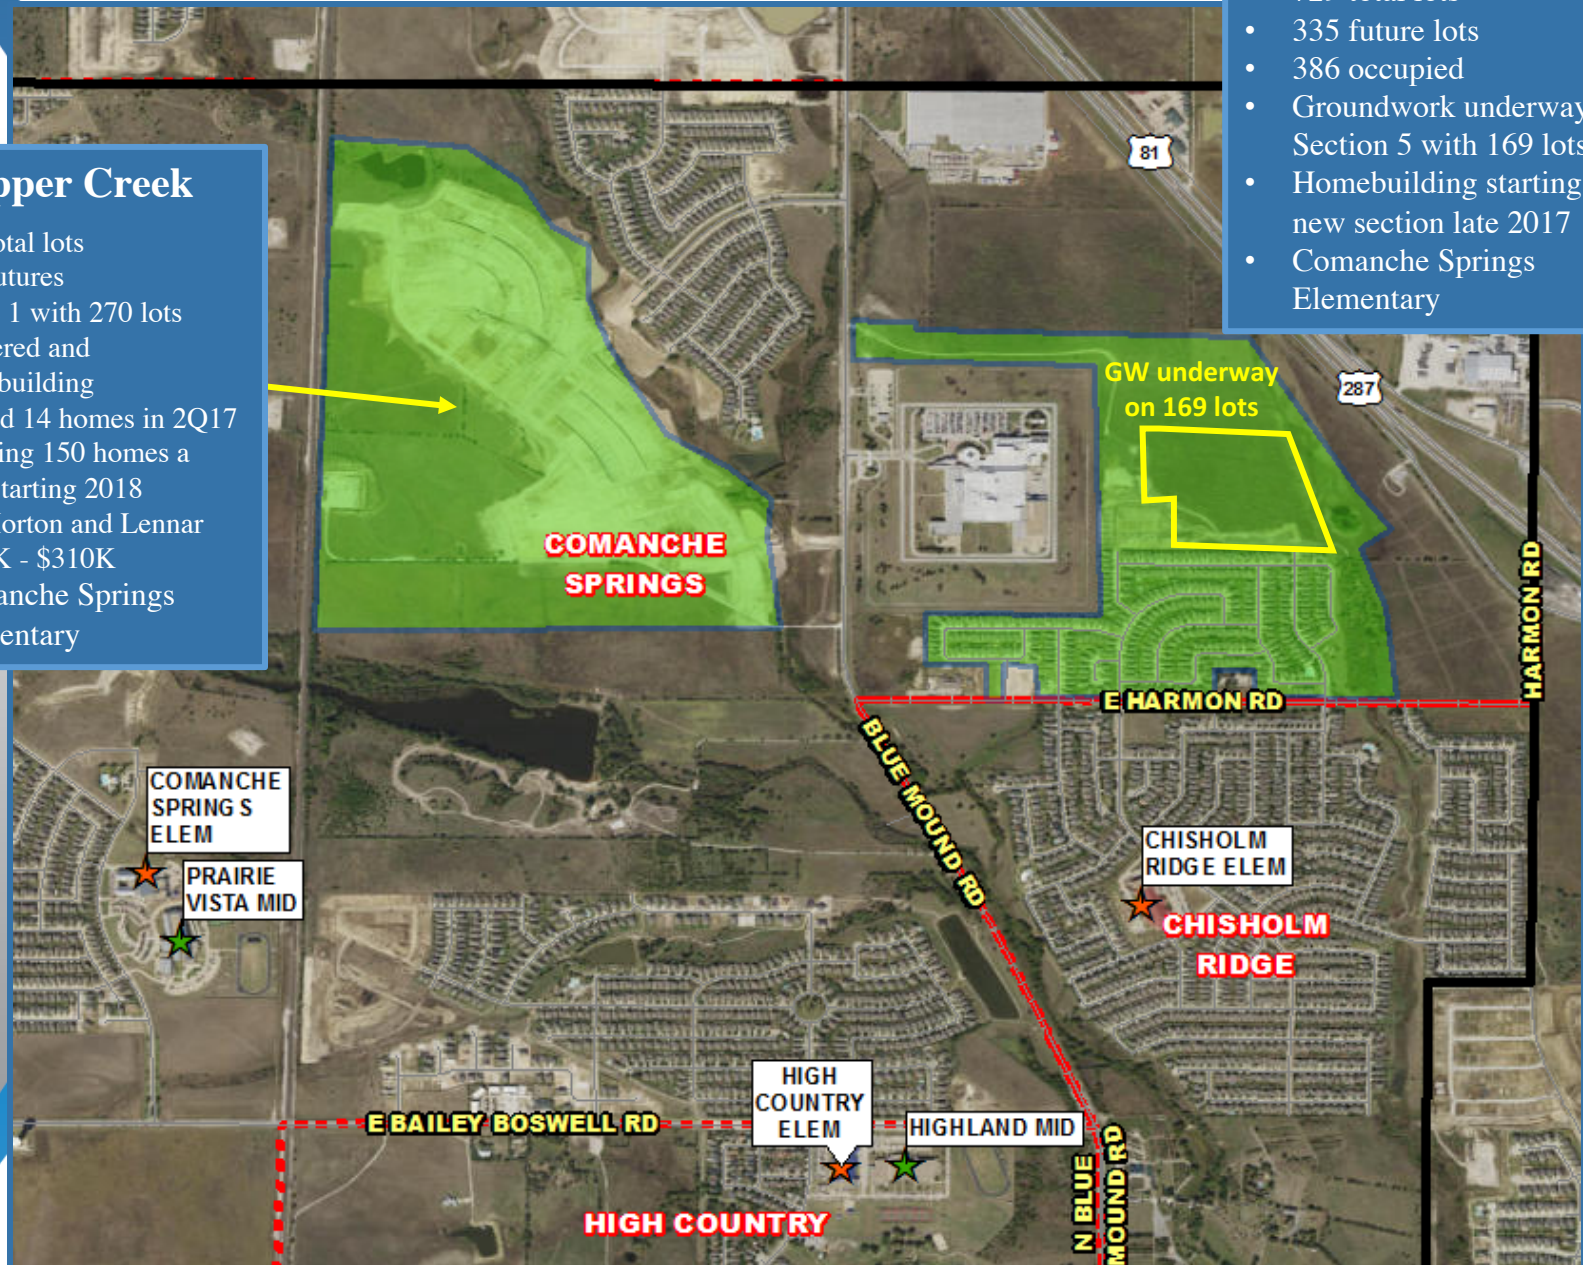 335 future lots
386 occupied
Groundwork underway
Section 5 with 169 lots
Homebuilding starting
new section late 2017
Comanche Springs
Elementary
pper Creek
otal lots
utures
1 with 270 lots
ered and
building
d 14 homes in 2Q17
ing 150 homes a
tarting 2018
orton and Lennar
K - $310K
anche Springs
entary
81
287
GW underway
on 169 lots
COMANCHE
SPRINGS
HARMON RD
E HARMON RD
BLUE MOUND RD
COMANCHE
SPRING S
ELEM
PRAIRIE
VISTA MID
CHISHOLM
RIDGE ELEM
CHISHOLM
RIDGE
HIGH
COUNTRY
ELEM
E BAILEY BOSWELL RD
HIGHLAND MID
N BLUE
MOUND RD
HIGH COUNTRY